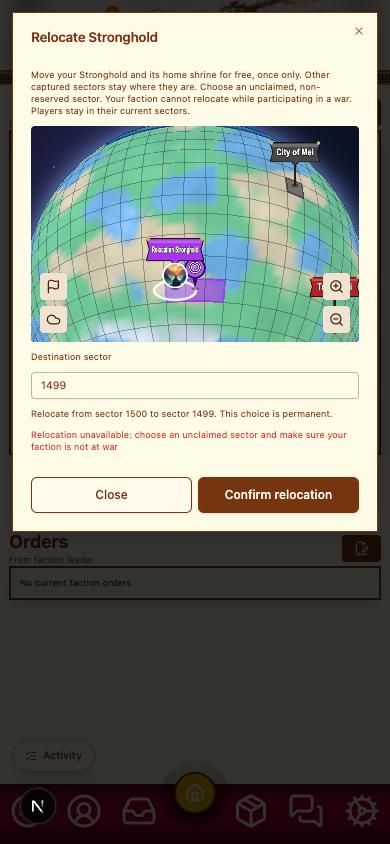 Relocate Stronghold
Move your Stronghold and its home shrine for free, once only. Other
captured sectors stay where they are. Choose an unclaimed, non-
reserved sector. Your faction cannot relocate while participating in a war.
Players stay in their current sectors.
City of Mei
Relocation Stronghold
Destination sector
1499
Relocate from sector 1500 to sector 1499. This choice is permanent.
Relocation unavailable: choose an unclaimed sector and make sure your
faction is not at war
Close
Confirm relocation
Orders
From faction leader
No current faction orders
Activity
N